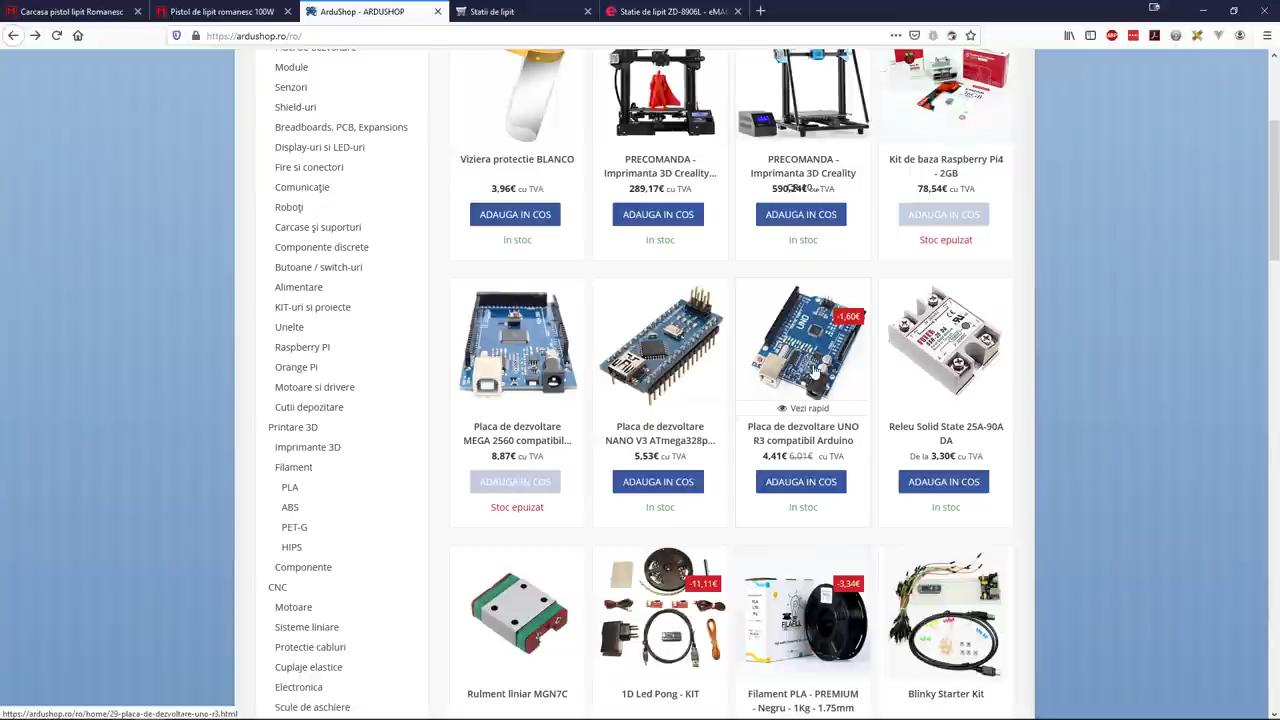 Carcasa pistol lipit Romanesc
Pistol de lipit romanesc 100W
ArduShop - ARDUSHOP
Statii de lipit
Statie de lipit ZD-8906L - eMA
https://ardushop.ro/ro/
Module
Senzori
Shield-uri
Breadboards, PCB, Expansions
Display-uri si LED-uri
Fire si conectori
Comunicaţie
Roboţi
Carcase şi suporturi
Componente discrete
Butoane / switch-uri
Alimentare
KIT-uri si proiecte
Unelte
Raspberry PI
Orange Pi
Motoare si drivere
Cutii depozitare
Printare 3D
Imprimante 3D
Filament
PLA
ABS
PET-G
HIPS
Componente
CNC
Motoare
Sisteme liniare
Protectie cabluri
Cuplaje elastice
Electronica
Scule de aschiere
Viziera protectie BLANCO
3,96€ cu TVA
ADAUGA IN COS
In stoc
PRECOMANDA -
Imprimanta 3D Creality...
289,17€ cu TVA
ADAUGA IN COS
In stoc
PRECOMANDA -
Imprimanta 3D Creality
cu TVA
ADAUGA IN COS
In stoc
Kit de baza Raspberry Pi4
- 2GB
78,54€ cu TVA
ADAUGA IN COS
Stoc epuizat
Placa de dezvoltare
MEGA 2560 compatibil...
8,87€ cu TVA
ADAUGA IN COS
Stoc epuizat
Placa de dezvoltare
NANO V3 ATmega328p...
5,53€ cu TVA
ADAUGA IN COS
In stoc
UNO
-1,60€
Vezi rapid
Placa de dezvoltare UNO
R3 compatibil Arduino
4,41€ 6,01€ cu TVA
ADAUGA IN COS
In stoc
Releu Solid State 25A-90A
DA
De la 3,30€ cu TVA
ADAUGA IN COS
In stoc
Rulment liniar MGN7C
-11,11€
1D Led Pong - KIT
-3,34€
Filament PLA - PREMIUM
- Negru - 1Kg - 1.75mm
Blinky Starter Kit
https://ardushop.ro/ro/home/29-placa-de-dezvoltare-uno-r3.html